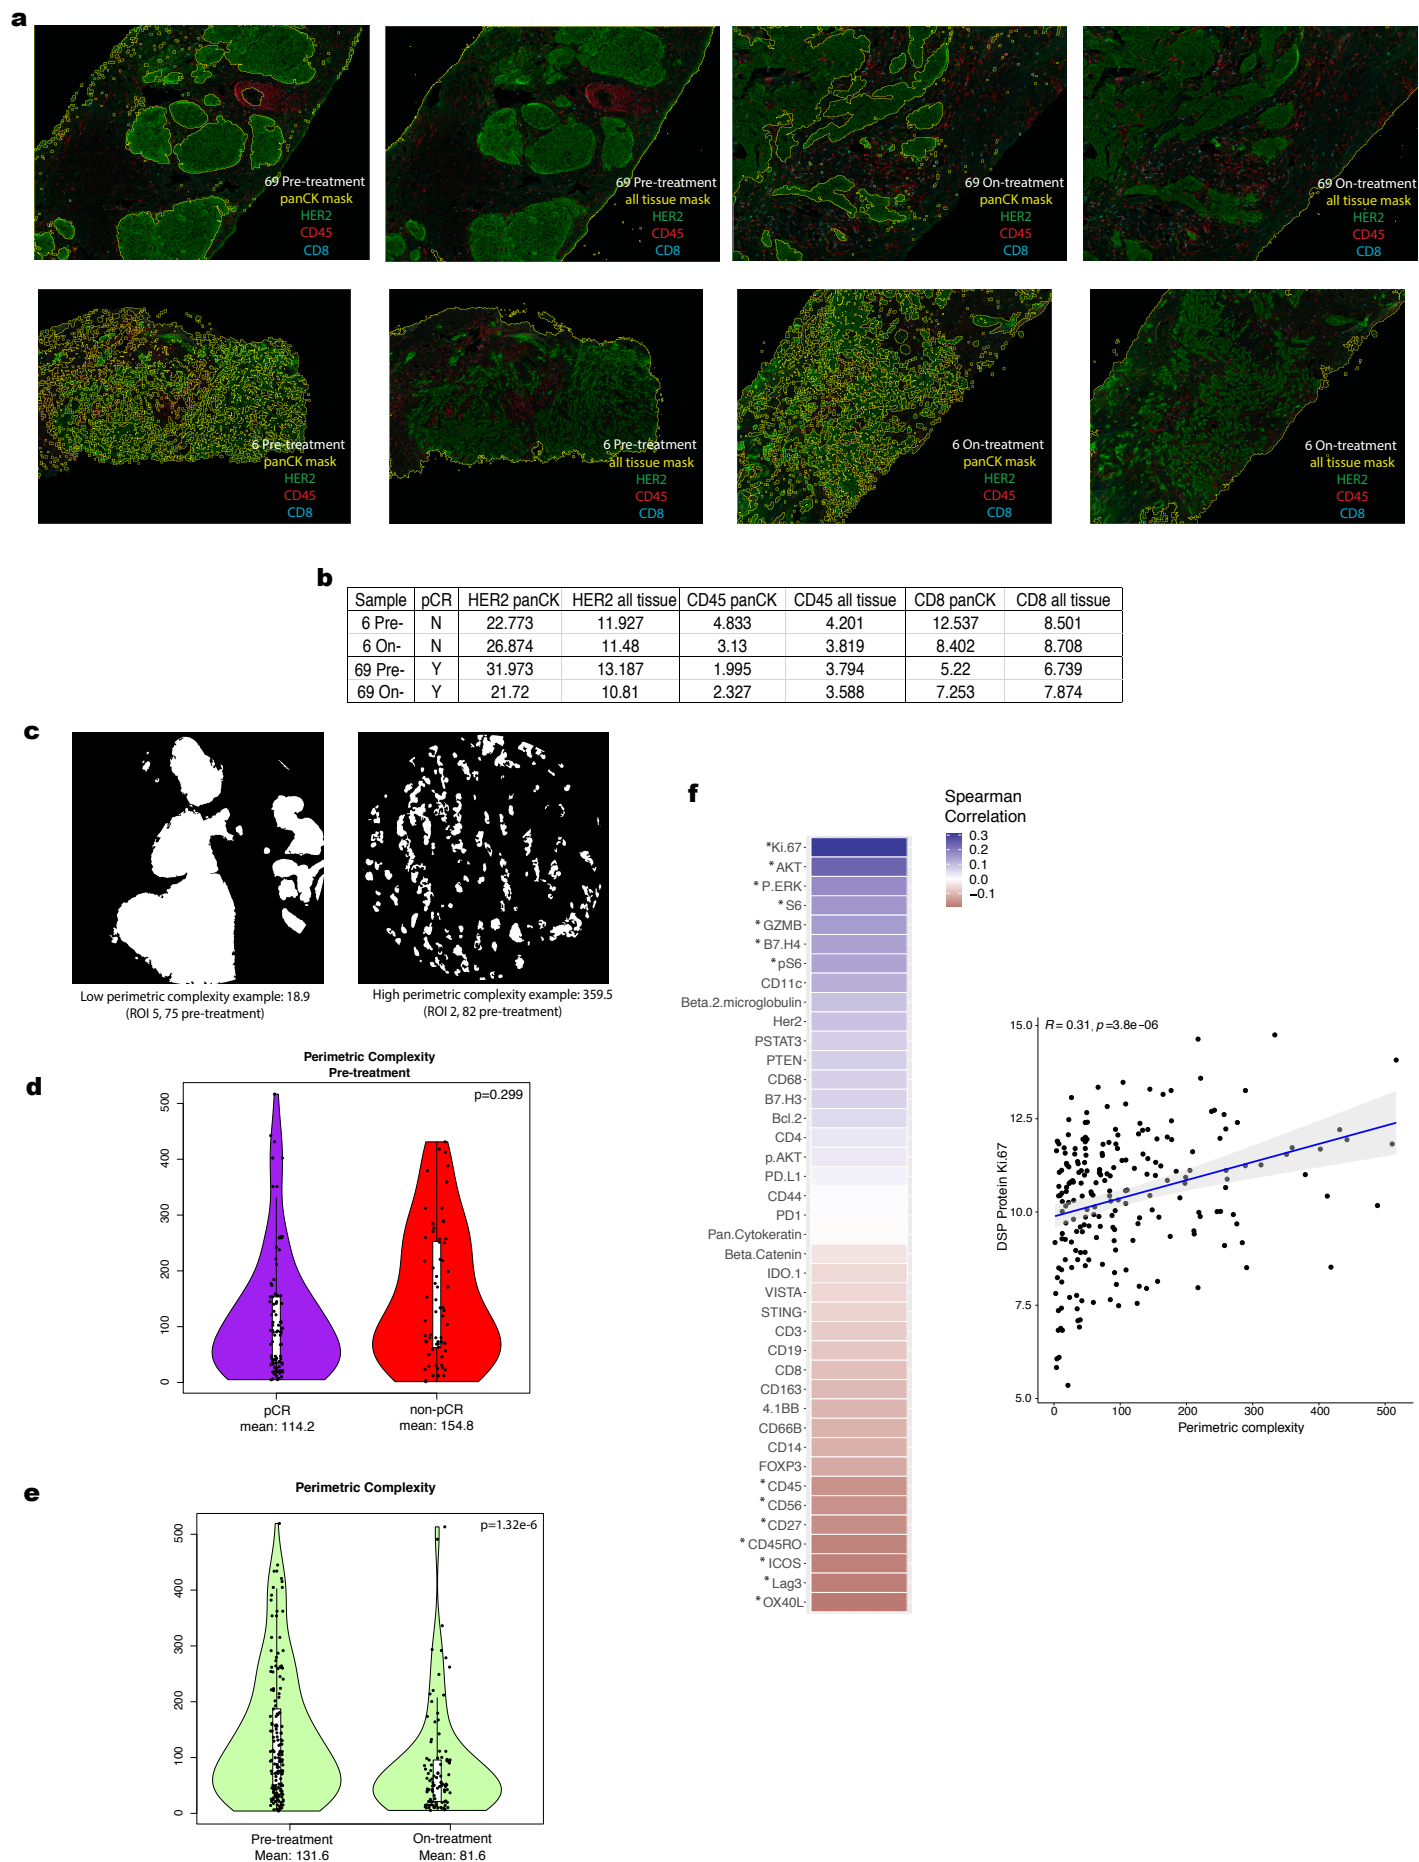 a
69 Pre-treatment
panCK mask
HER2
CD45
CD8
69 Pre-treatment
all tissue mask
HER2
CD45
CD8
69 On-treatment
panCK mask
HER2
CD45
CD8
69 On-treatment
all tissue mask
HER2
CD45
CD8
6 Pre-treatment
panCK mask
HER2
CD45
CD8
6 Pre-treatment
all tissue mask
HER2
CD45
CD8
6 On-treatment
panCK mask
HER2
CD45
CD8
6 On-treatment
all tissue mask
HER2
CD45
CD8
b
Sample pCR HER2 panCK HER2 all tissue CD45 panCK CD45 all tissue CD8 panCK CD8 all tissue
6 Pre- N 22.773 11.927 4.833 4.201 12.537 8.501
6 On- N 26.874 11.48 3.13 3.819 8.402 8.708
69 Pre- Y 31.973 13.187 1.995 3.794 5.22 6.739
69 On- Y 21.72 10.81 2.327 3.588 7.253 7.874
c
Low perimetric complexity example: 18.9
(ROI 5, 75 pre-treatment)
High perimetric complexity example: 359.5
(ROI 2, 82 pre-treatment)
d
Perimetric Complexity
Pre-treatment
p=0.299
500
400
300
200
100
0
pCR
mean: 114.2
non-pCR
mean: 154.8
e
Perimetric Complexity
p=1.32e-6
500
400
300
200
100
0
Pre-treatment
Mean: 131.6
On-treatment
Mean: 81.6
f
Spearman
Correlation
0.3
0.2
0.1
0.0
−0.1
*Ki.67
*AKT
*P.ERK
*S6
*GZMB
*B7.H4
*pS6
CD11c
Beta.2.microglobulin
Her2
PSTAT3
PTEN
CD68
B7.H3
Bcl.2
CD4
p.AKT
PD.L1
CD44
PD1
Pan.Cytokeratin
Beta.Catenin
IDO.1
VISTA
STING
CD3
CD19
CD8
CD163
4.1BB
CD66B
CD14
FOXP3
*CD45
*CD56
*CD27
*CD45RO
*ICOS
*Lag3
*OX40L
R = 0.31, p =3.8e−06
DSP Protein Ki.67
15.0
12.5
10.0
7.5
5.0
0 100 200 300 400 500
Perimetric complexity